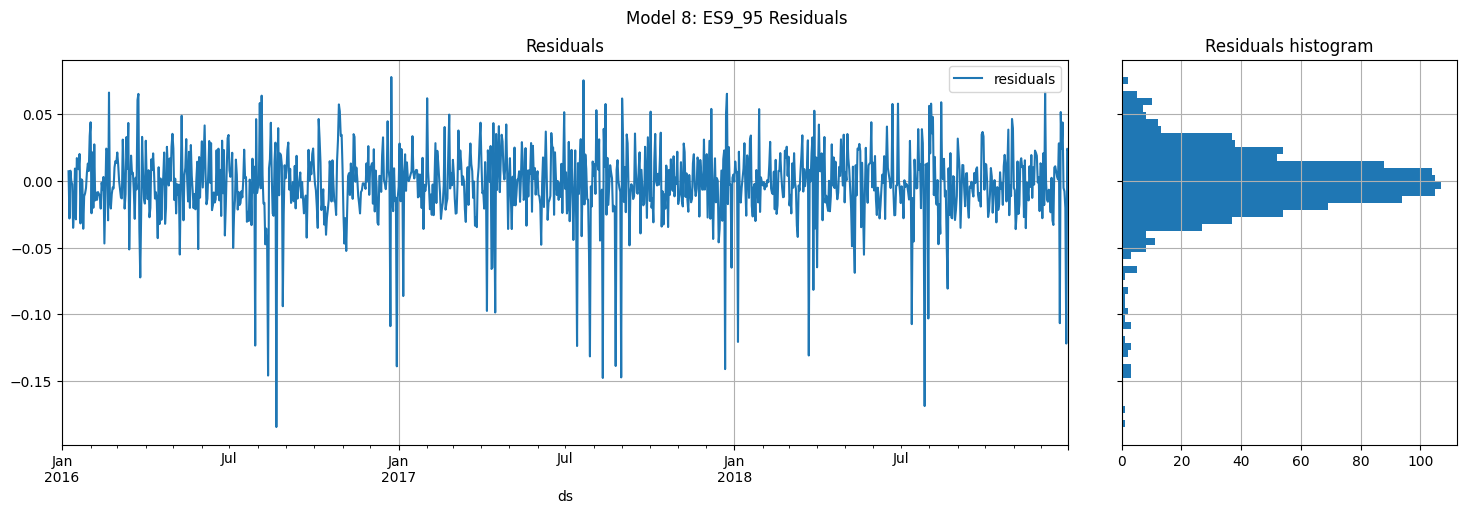 Model 8: ES9_95 Residuals
Residuals
residuals
0.05
0.00
−0.05
−0.10
−0.15
Jan
2016
Jul
Jan
2017
Jul
Jan
2018
Jul
ds
Residuals histogram
0 20 40 60 80 100